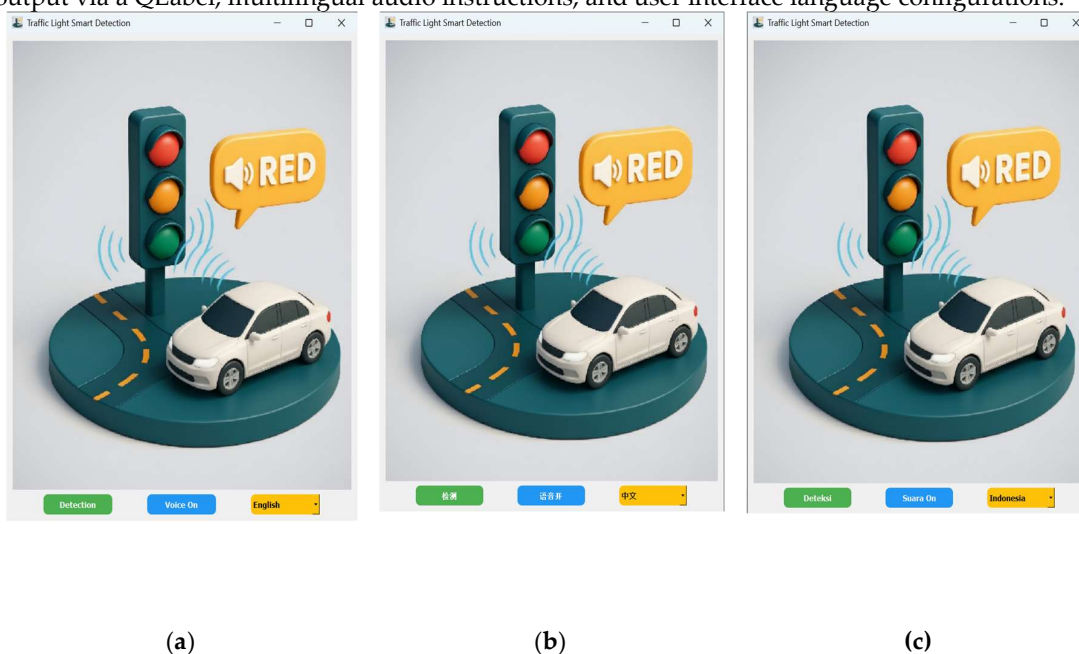 output via a QLabel, multilingual audio instructions, and user interface language configurations.
Traffic Light Smart Detection
RED
Detection Voice On English
Traffic Light Smart Detection
RED
检测 语音开 中文
Traffic Light Smart Detection
RED
Deteksi Suara On Indonesia
(a) (b) (c)